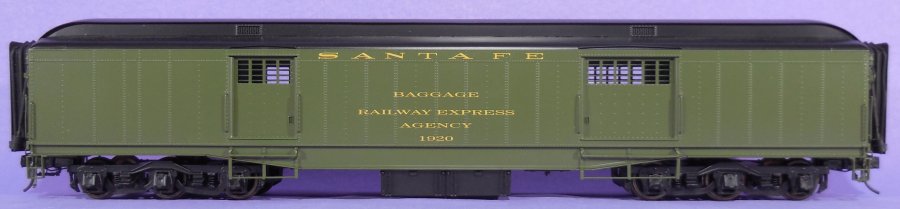 SANTA FE
BAGGAGE
RAILWAY EXPRESS
AGENCY
1920